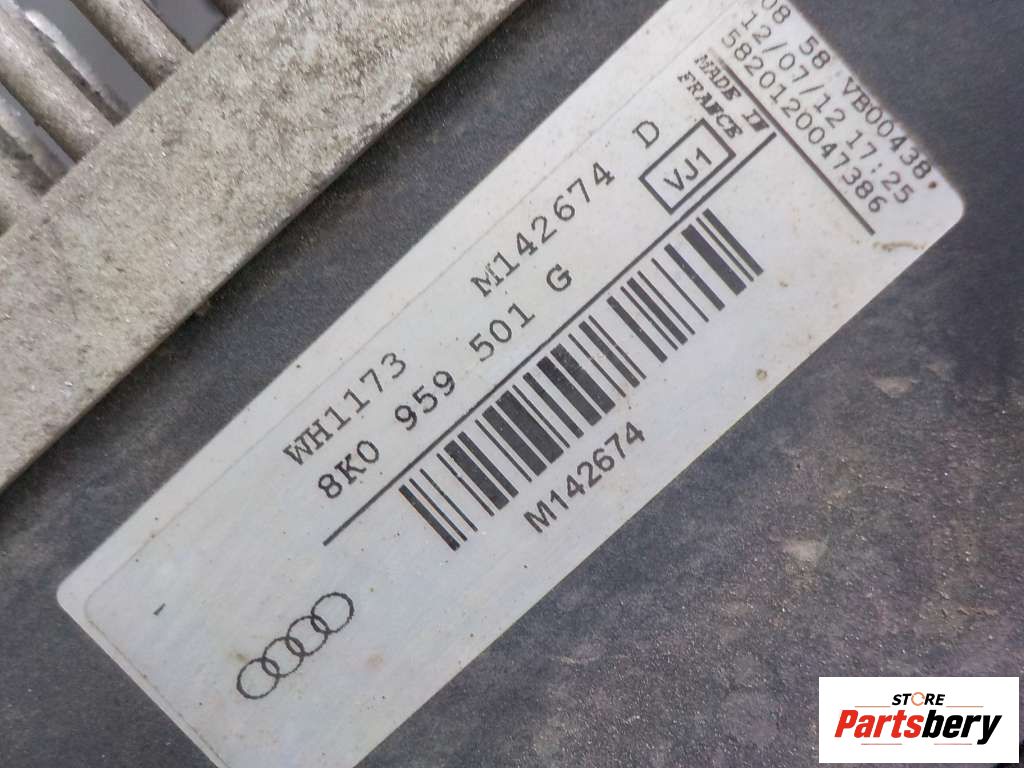 08 58 VB00438.
12/07/12 17:25
5820120047386
MADE IN
FRANCE
VJ1
WH1173 M142674 D
8K0 959 501 G
M142674
STORE
Partsbery